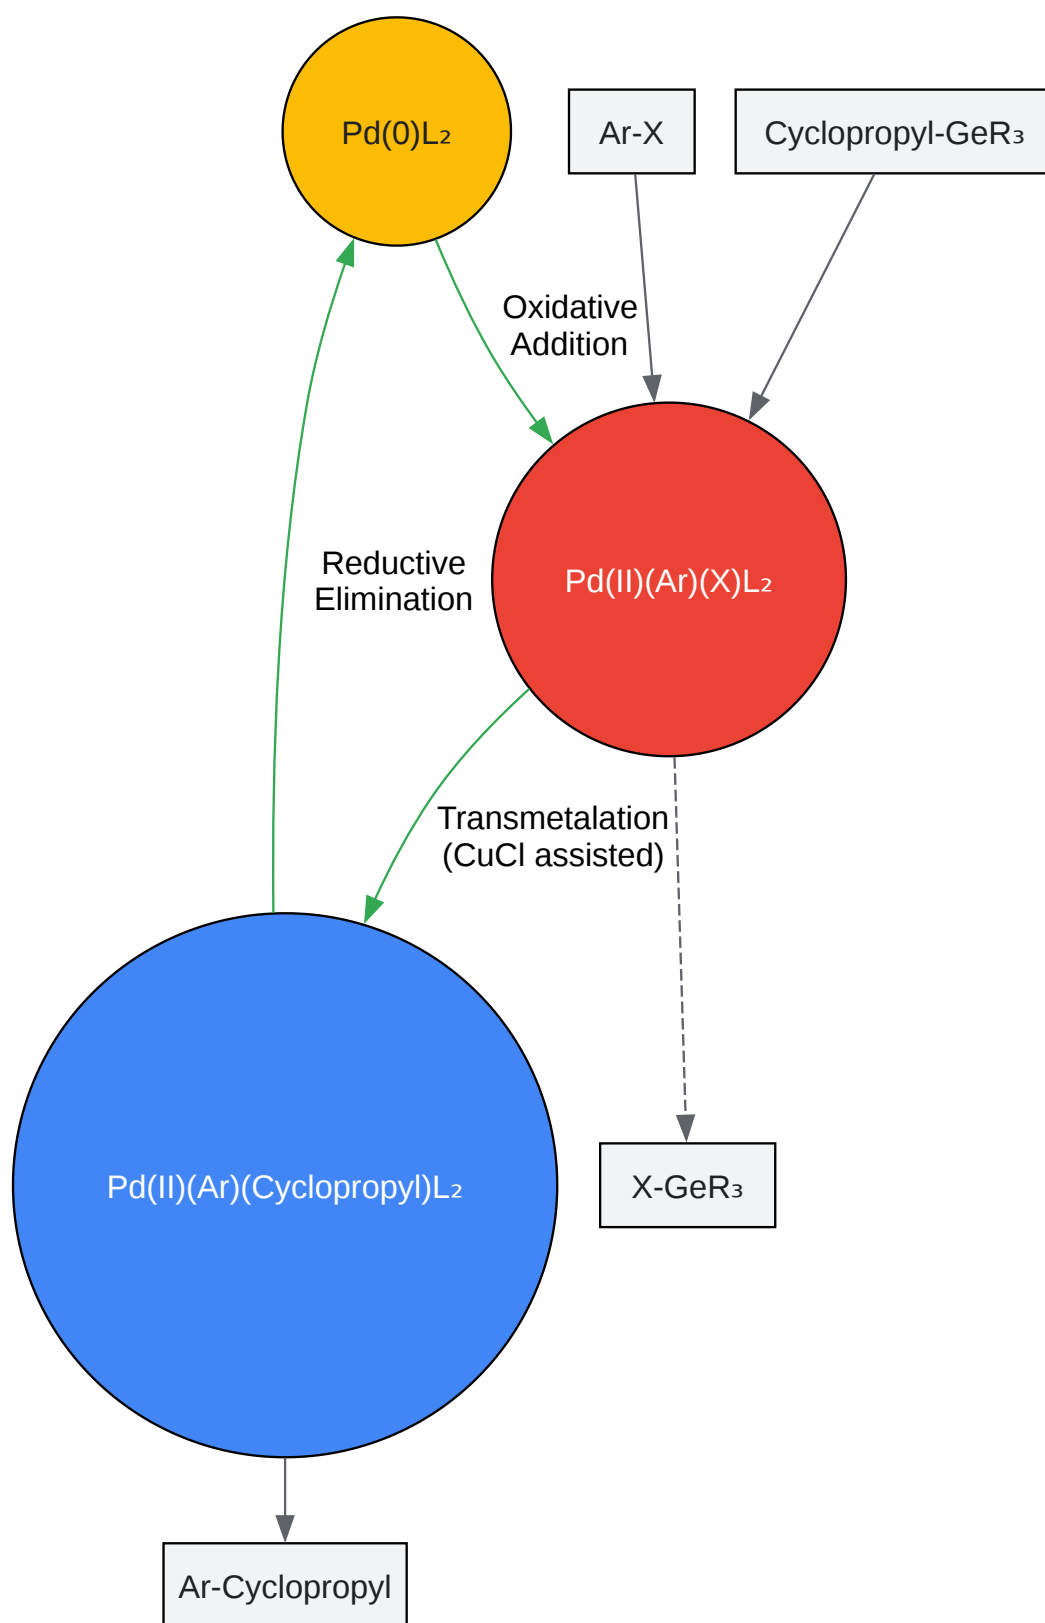 Pd(0)L₂
Ar-X
Cyclopropyl-GeR₃
Oxidative
Addition
Reductive
Elimination
Pd(II)(Ar)(X)L₂
Transmetalation
(CuCl assisted)
Pd(II)(Ar)(Cyclopropyl)L₂
X-GeR₃
Ar-Cyclopropyl